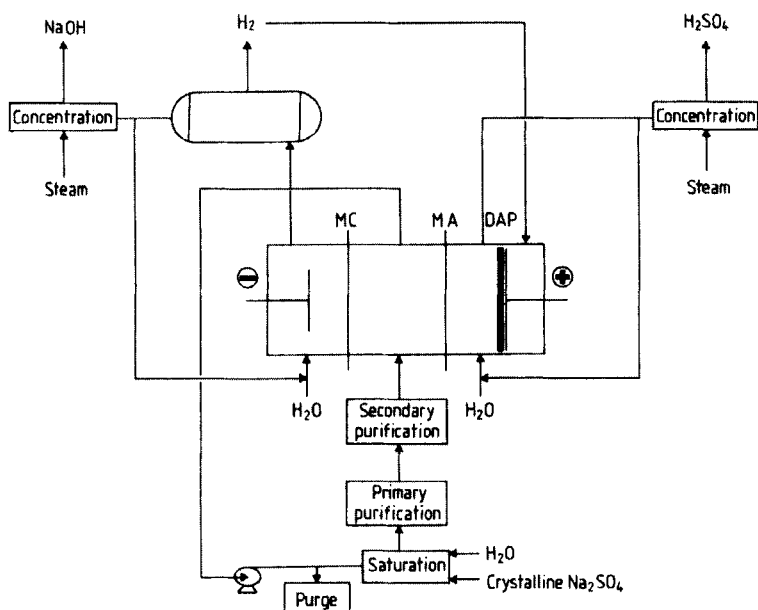 NaOH
H₂
H₂SO₄
Concentration
Concentration
Steam
Steam
MC
MA
DAP
⊖
⊕
H₂O
H₂O
Secondary
purification
Primary
purification
Saturation
H₂O
Crystalline Na₂SO₄
Purge